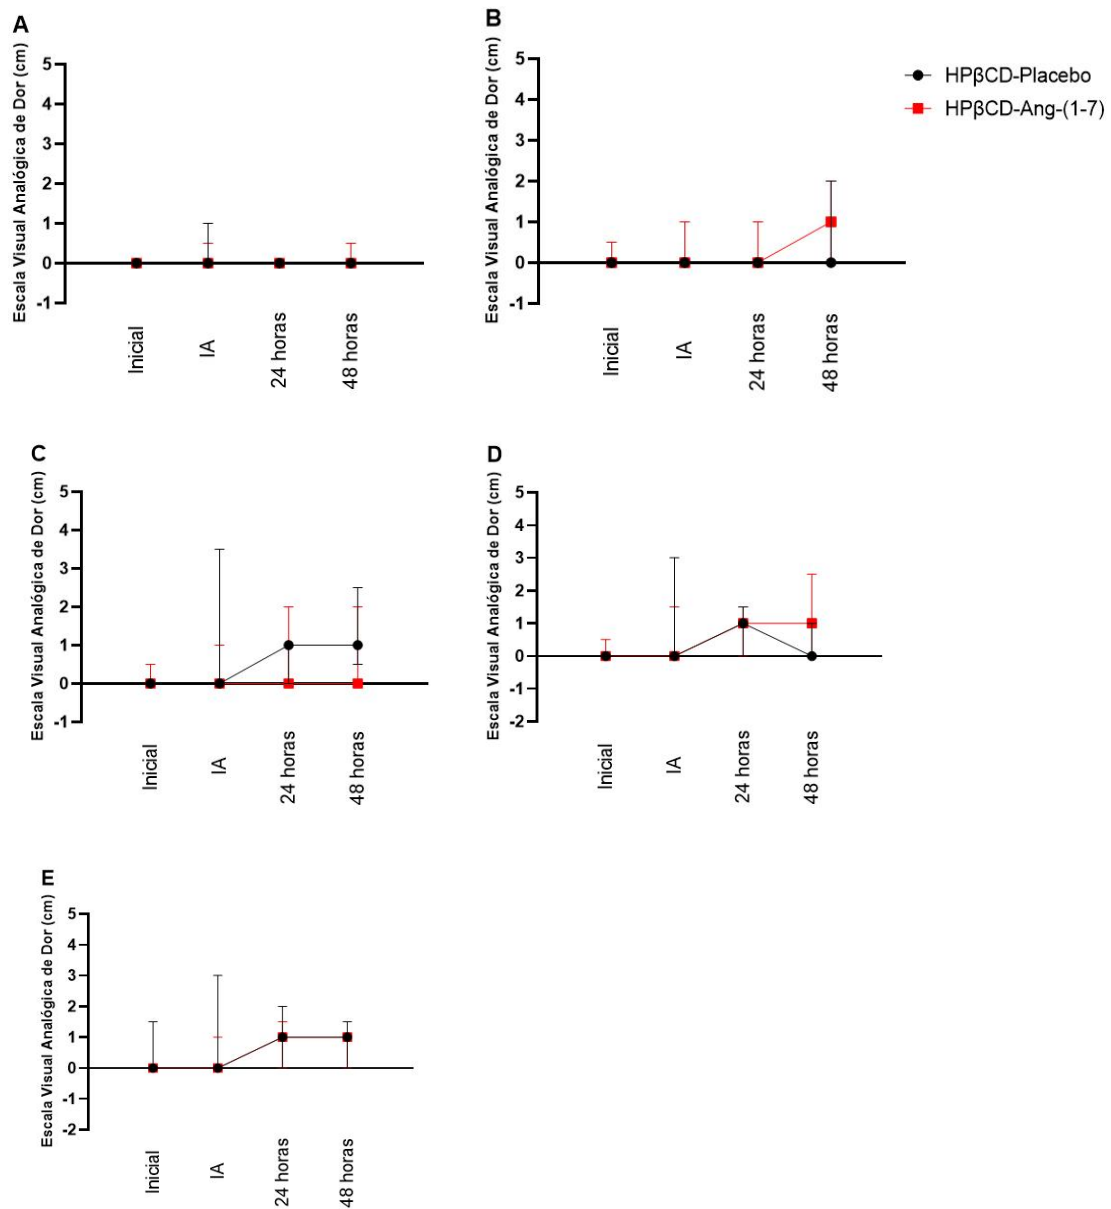 A
Escala Visual Analógica de Dor (cm)
5
4
3
2
1
0
-1
Inicial
IA
24 horas
48 horas
B
Escala Visual Analógica de Dor (cm)
5
4
3
2
1
0
-1
Inicial
IA
24 horas
48 horas
HPβCD-Placebo
HPβCD-Ang-(1-7)
C
Escala Visual Analógica de Dor (cm)
5
4
3
2
1
0
-1
Inicial
IA
24 horas
48 horas
D
Escala Visual Analógica de Dor (cm)
5
4
3
2
1
0
-1
-2
Inicial
IA
24 horas
48 horas
E
Escala Visual Analógica de Dor (cm)
5
4
3
2
1
0
-1
-2
Inicial
IA
24 horas
48 horas